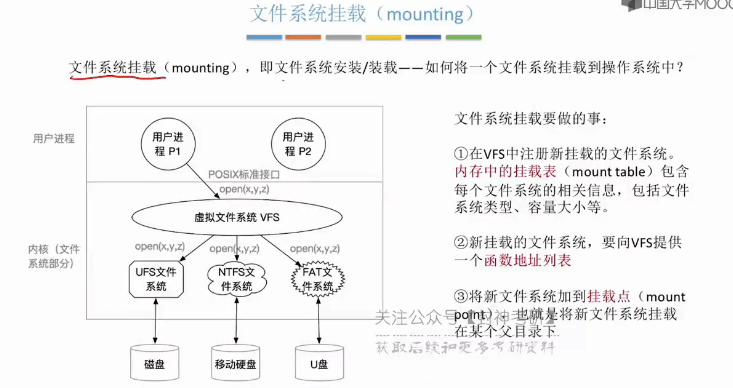 文件系统挂载（mounting）
中国大学MOOC
文件系统挂载（mounting），即文件系统安装/装载——如何将一个文件系统挂载到操作系统中？
用户进程
用户进
程 P1
用户进
程 P2
POSIX标准接口
open(x,y,z)
虚拟文件系统 VFS
内核（文件
系统部分）
open(x,y,z)
open(x,y,z)
open(x,y,z)
UFS文件
系统
NTFS文
件系统
FAT文
件系统
磁盘
移动硬盘
U盘
文件系统挂载要做的事：
①在VFS中注册新挂载的文件系统。
内存中的挂载表（mount table）包含
每个文件系统的相关信息，包括文件
系统类型、容量大小等。
②新挂载的文件系统，要向VFS提供
一个函数地址列表
③将新文件系统加到挂载点（mount
point），也就是将新文件系统挂载
在某个父目录下
关注公众号
获取后续和更多考研资料